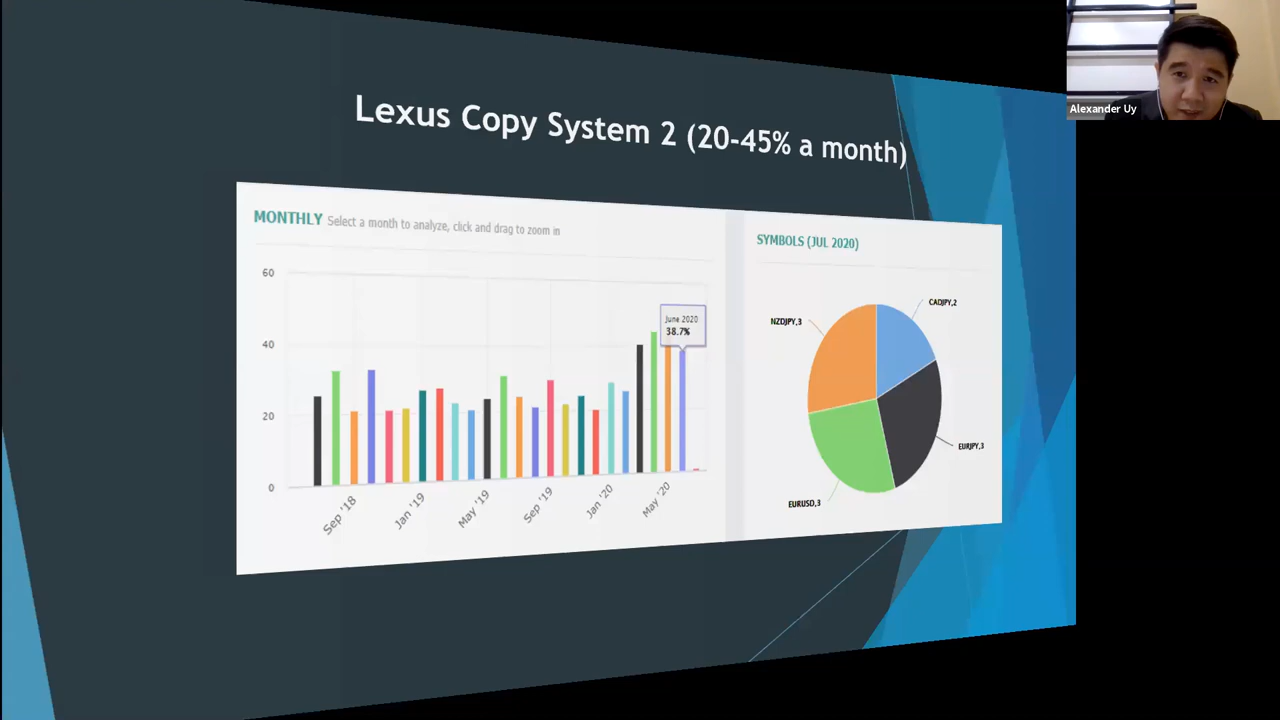 Alexander Uy
Lexus Copy System 2 (20-45% a month)
MONTHLY Select a month to analyze, click and drag to zoom in
60
40
20
0
June 2020
38.7%
Sep '18
Jan '19
May '19
Sep '19
Jan '20
May '20
SYMBOLS (JUL 2020)
CADJPY,2
NZDJPY,3
EURJPY,3
EURUSD,3